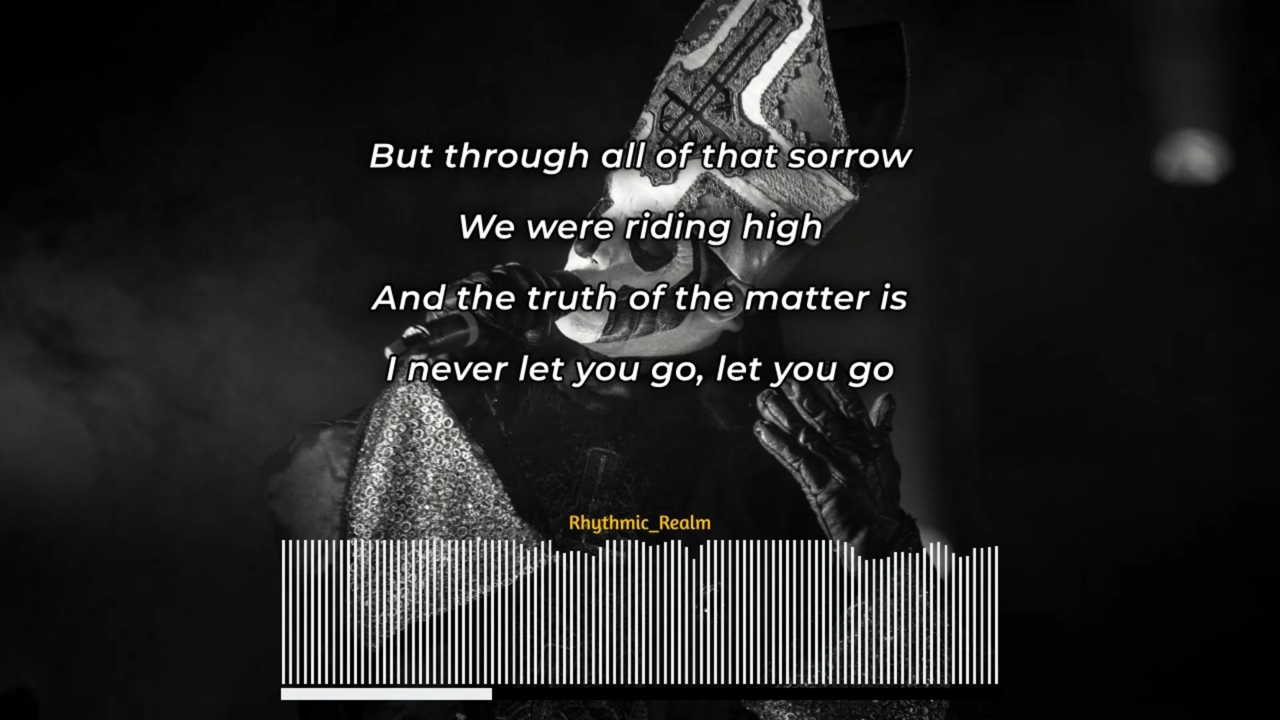 But through all of that sorrow
We were riding high
And the truth of the matter is
I never let you go, let you go
Rhythmic_Realm